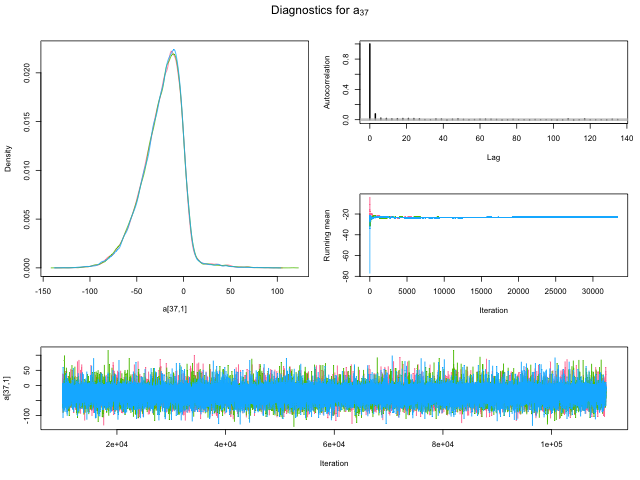 Diagnostics for a37
Density
0.000 0.005 0.010 0.015 0.020
-150 -100 -50 0 50 100
a[37,1]
Autocorrelation
0.0 0.4 0.8
0 20 40 60 80 100 120 140
Lag
Running mean
-80 -60 -40 -20
0 5000 10000 15000 20000 25000 30000
Iteration
a[37,1]
-100 0 50
2e+04 4e+04 6e+04 8e+04 1e+05
Iteration